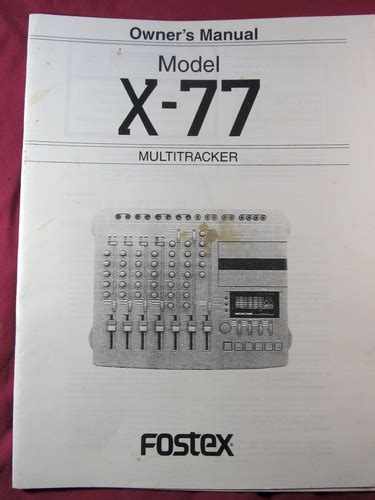 Owner's Manual
Model
X-77
MULTITRACKER
FOSTEX